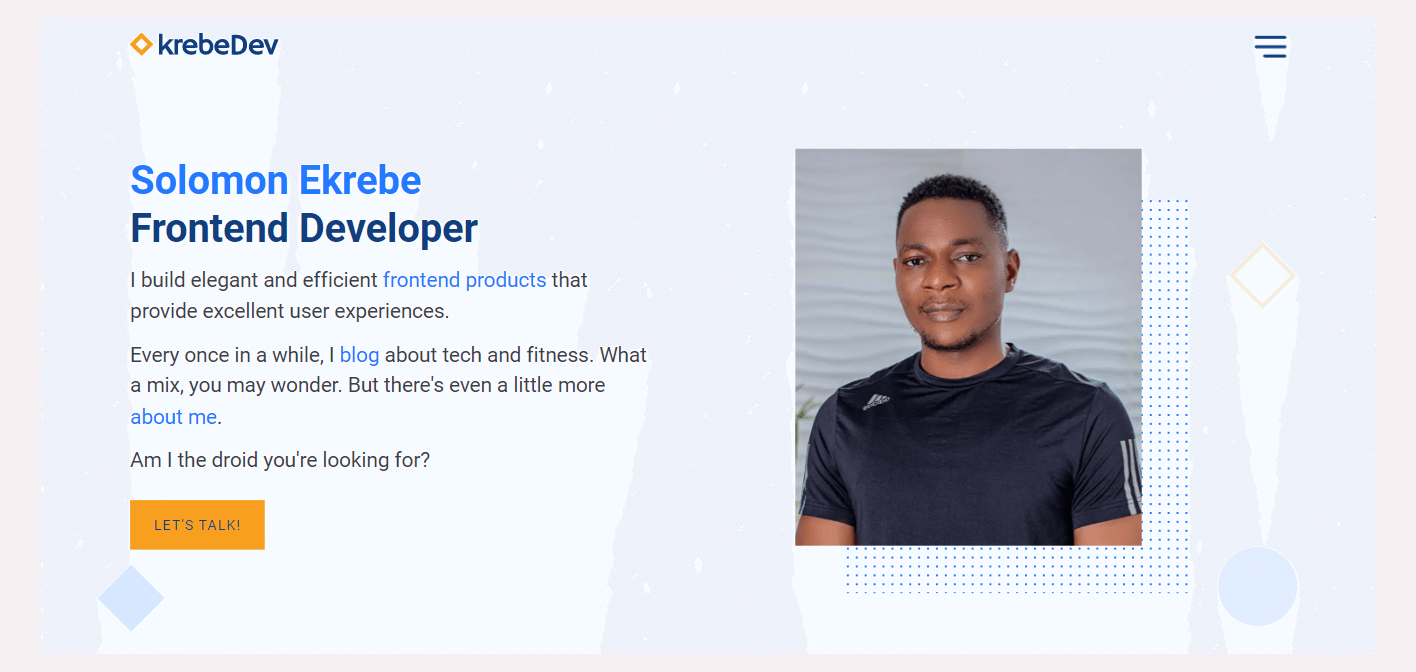 krebeDev
Solomon Ekrebe
Frontend Developer
I build elegant and efficient frontend products that
provide excellent user experiences.
Every once in a while, I blog about tech and fitness. What
a mix, you may wonder. But there's even a little more
about me.
Am I the droid you're looking for?
LET'S TALK!